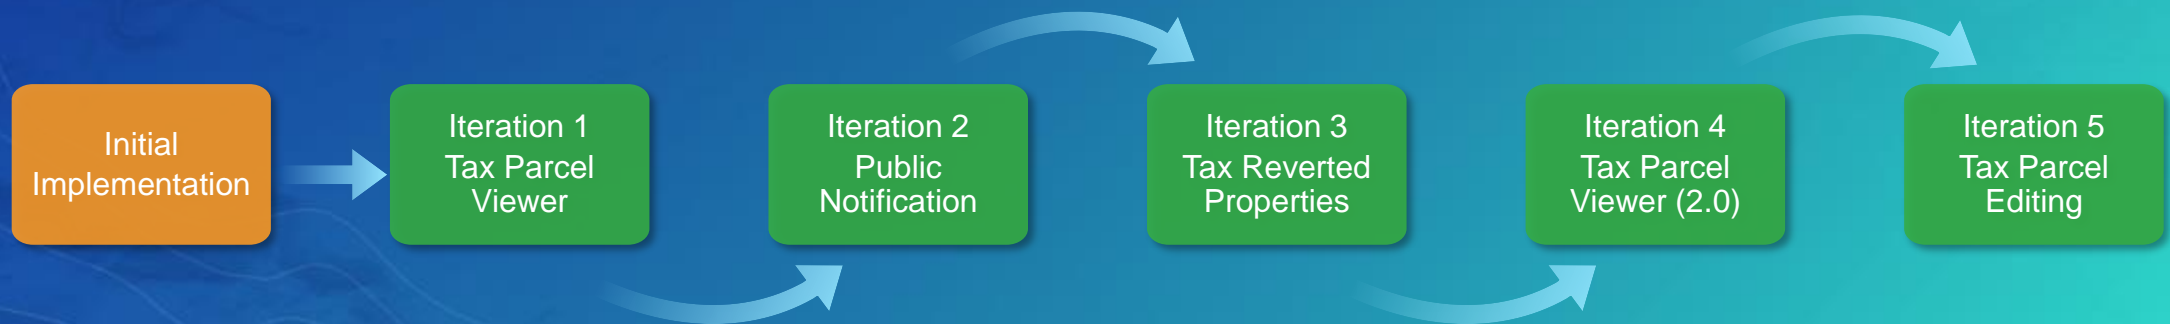 Initial
Implementation
Iteration 1
Tax Parcel
Viewer
Iteration 2
Public
Notification
Iteration 3
Tax Reverted
Properties
Iteration 4
Tax Parcel
Viewer (2.0)
Iteration 5
Tax Parcel
Editing